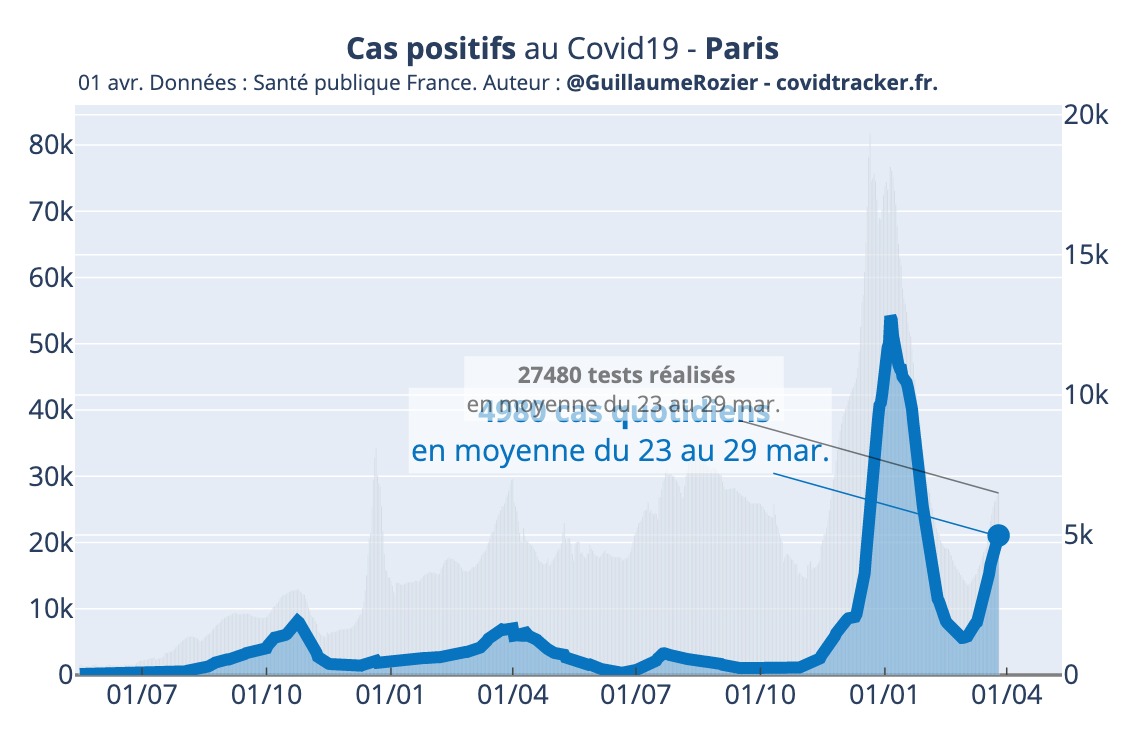 Cas positifs au Covid19 - Paris
01 avr. Données : Santé publique France. Auteur : @GuillaumeRozier - covidtracker.fr.
20k
80k
70k
15k
60k
50k
27480 tests réalisés
en moyenne du 23 au 29 mar.
10k
40k
4980 cas quotidiens
en moyenne du 23 au 29 mar.
30k
5k
20k
10k
0
0
01/07
01/10
01/01
01/04
01/07
01/10
01/01
01/04